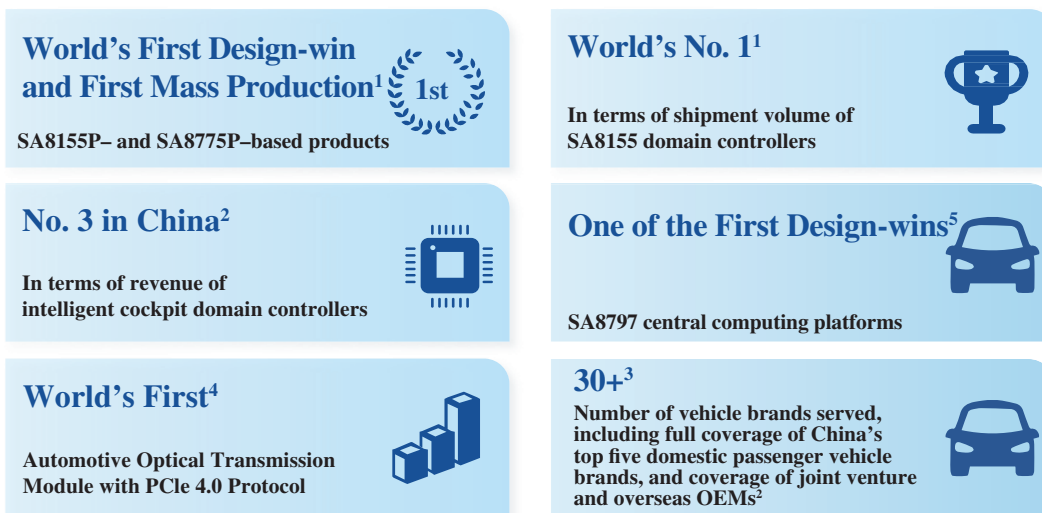 World’s First Design-win
and First Mass Production¹
1st
SA8155P– and SA8775P–based products
World’s No. 1¹
In terms of shipment volume of
SA8155 domain controllers
No. 3 in China²
In terms of revenue of
intelligent cockpit domain controllers
One of the First Design-wins⁵
SA8797 central computing platforms
World’s First⁴
Automotive Optical Transmission
Module with PCle 4.0 Protocol
30+³
Number of vehicle brands served,
including full coverage of China’s
top five domestic passenger vehicle
brands, and coverage of joint venture
and overseas OEMs²